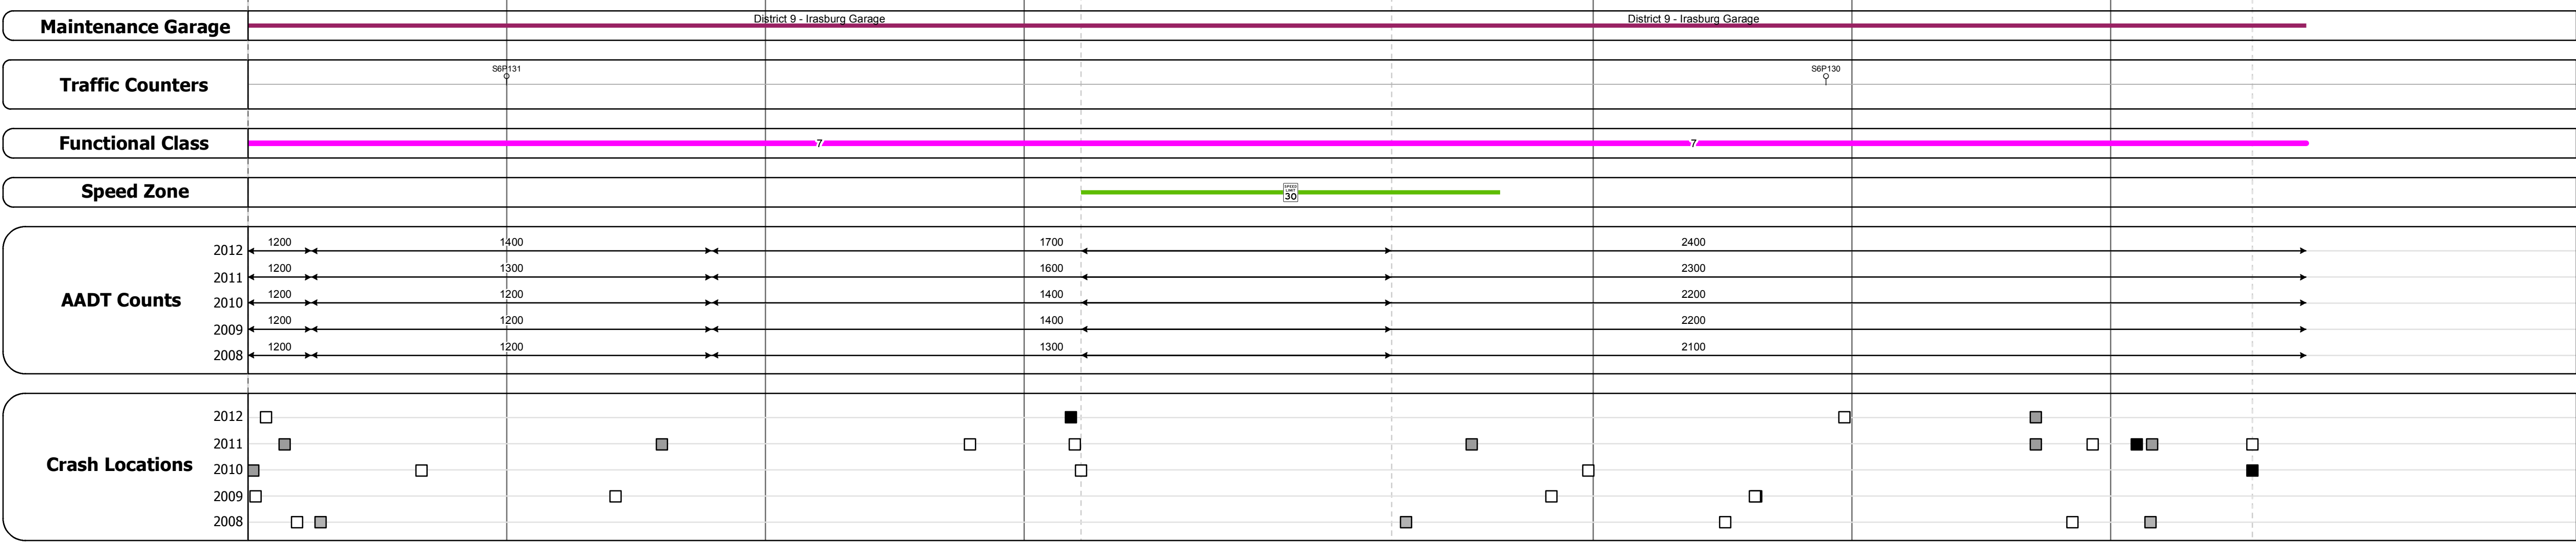 Maintenance Garage
District 9 - Irasburg Garage
District 9 - Irasburg Garage
Traffic Counters
S6P131
S6P130
Functional Class
7
7
Speed Zone
SPEED
LIMIT
30
AADT Counts
2012 1200 1400 1700 2400
2011 1200 1300 1600 2300
2010 1200 1200 1400 2200
2009 1200 1200 1400 2200
2008 1200 1200 1300 2100
Crash Locations
2012
2011
2010
2009
2008